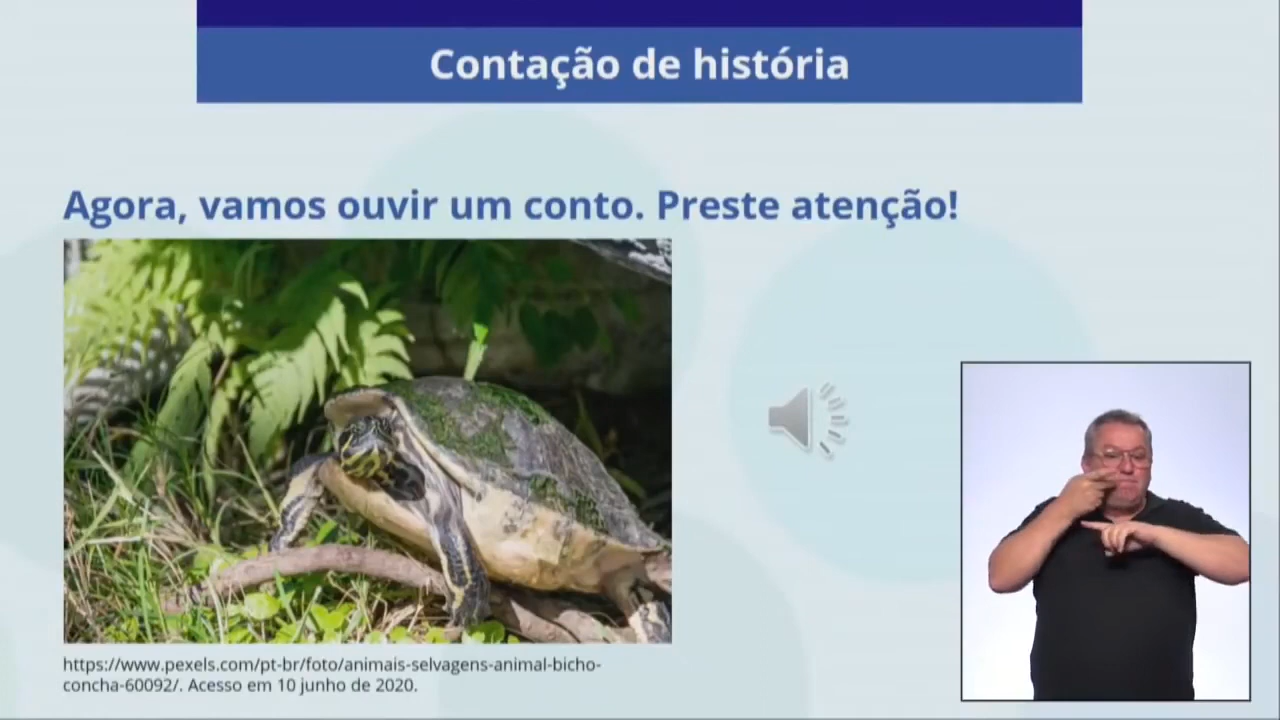 Contação de história
Agora, vamos ouvir um conto. Preste atenção!
https://www.pexels.com/pt-br/foto/animais-selvagens-animal-bicho-
concha-60092/. Acesso em 10 junho de 2020.